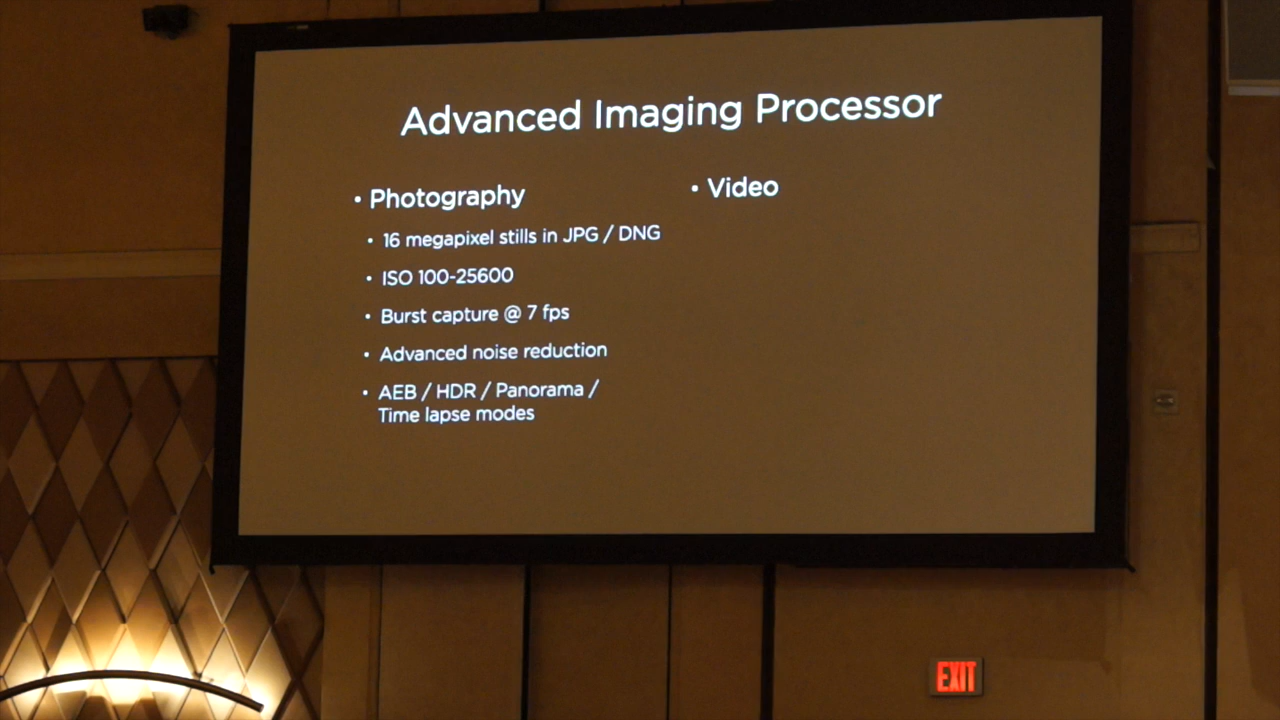 Advanced Imaging Processor
• Photography
• 16 megapixel stills in JPG / DNG
• ISO 100-25600
• Burst capture @ 7 fps
• Advanced noise reduction
• AEB / HDR / Panorama /
Time lapse modes
• Video
EXIT